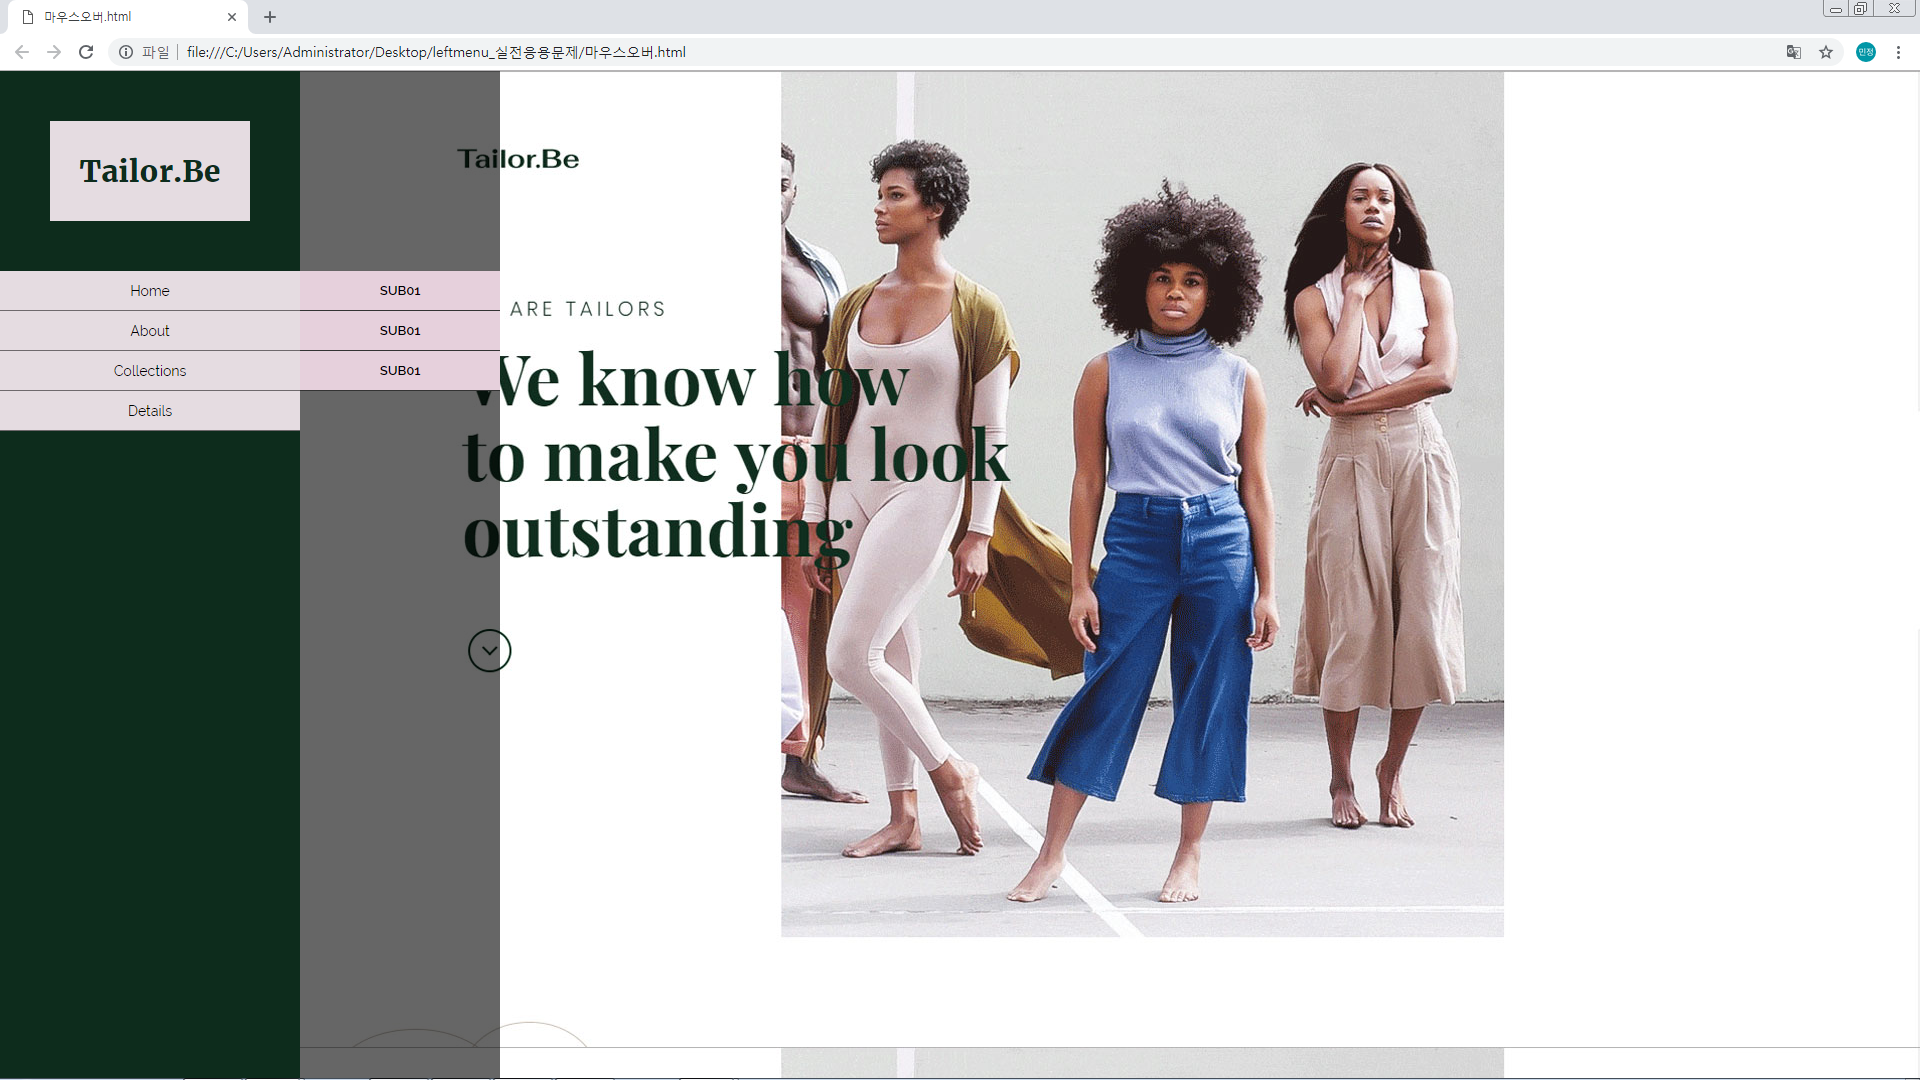 마우스오버.html
파일
file:///C:/Users/Administrator/Desktop/leftmenu_실전응용문제/마우스오버.html
민정
Tailor.Be
Home
About
Collections
Details
SUB01
SUB01
SUB01
Tailor.Be
ARE TAILORS
We know how
to make you look
outstanding